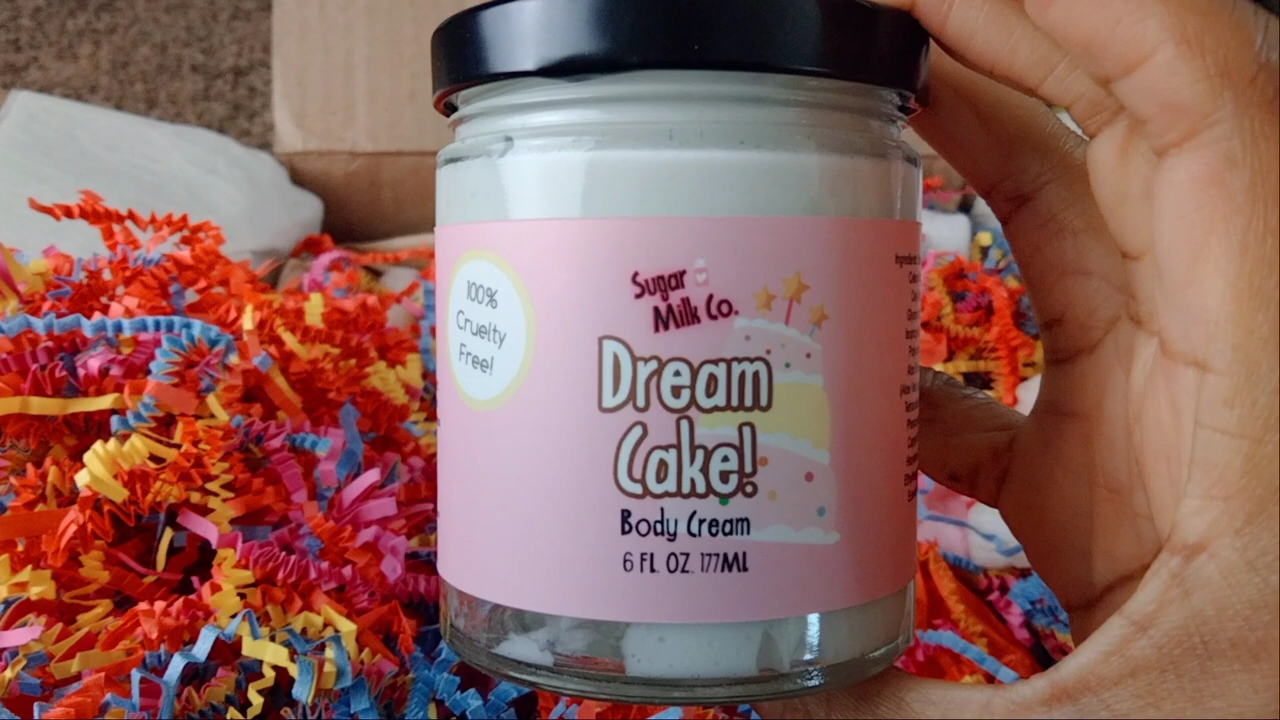 100%
Cruelty
Free!
Sugar
Milk Co.
Dream
Cake!
Body Cream
6 FL. OZ. 177ML